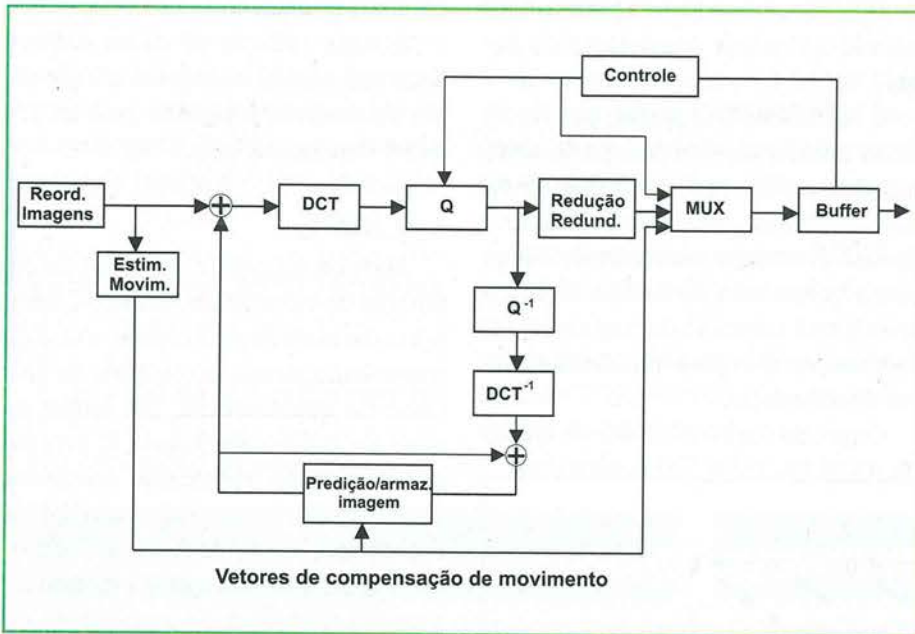 Controle
Reord.
Imagens
DCT
Q
Redução
Redund.
MUX
Buffer
Estim.
Movim.
Q⁻¹
DCT⁻¹
Predição/armaz.
imagem
Vetores de compensação de movimento